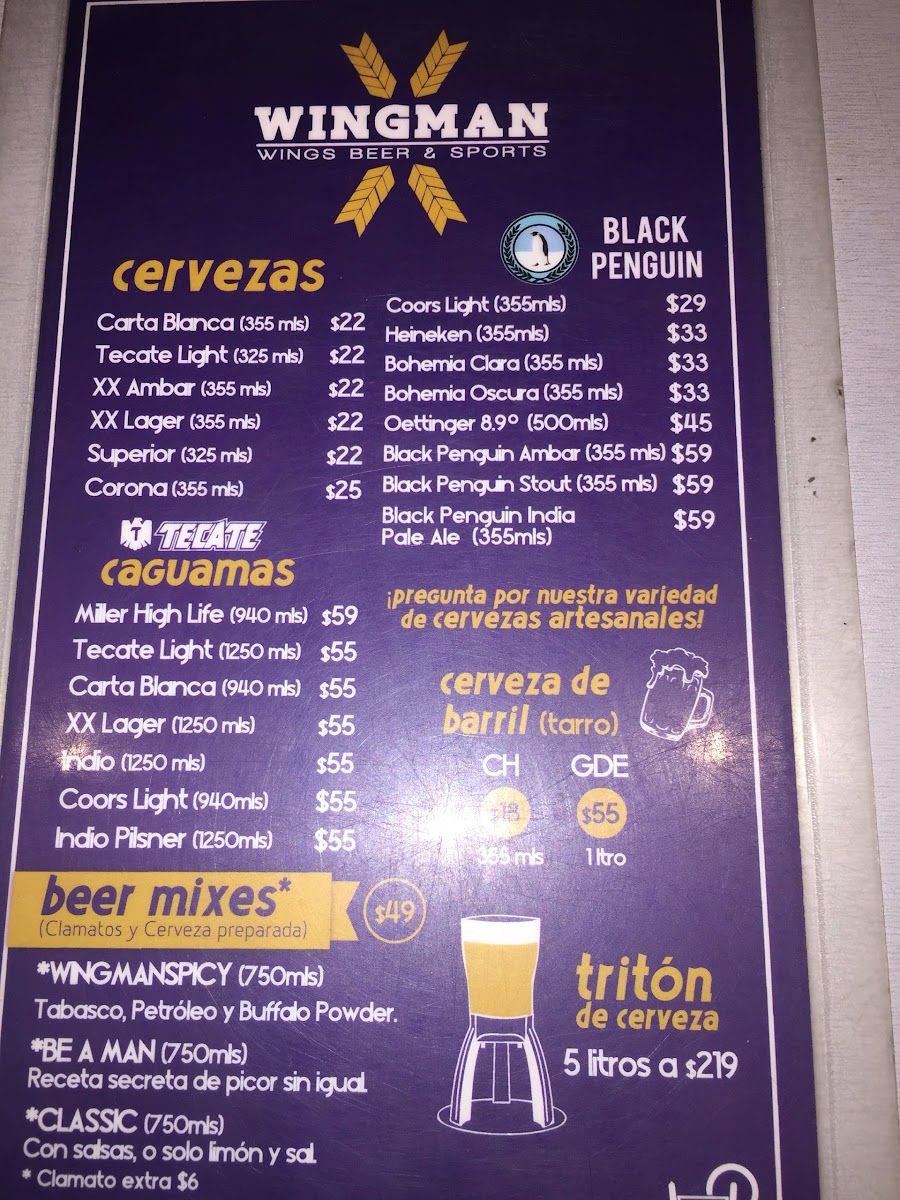 WINGMAN
WINGS BEER & SPORTS
cervezas
Carta Blanca (355 mls) $22
Tecate Light (325 mls) $22
XX Ambar (355 mls) $22
XX Lager (355 mls) $22
Superior (325 mls) $22
Corona (355 mls) $25
T TECATE
caguamas
Miller High Life (940 mls) $59
Tecate Light (1250 mls) $55
Carta Blanca (940 mls) $55
XX Lager (1250 mls) $55
Indio (1250 mls) $55
Coors Light (940mls) $55
Indio Pilsner (1250mls) $55
beer mixes* $49
(Clamatos y Cerveza preparada)
*WINGMANSPICY (750mls)
Tabasco, Petróleo y Buffalo Powder.
*BE A MAN (750mls)
Receta secreta de picor sin igual.
*CLASSIC (750mls)
Con salsas, o solo limón y sal.
* Clamato extra $6
BLACK
PENGUIN
Coors Light (355mls) $29
Heineken (355mls) $33
Bohemia Clara (355 mls) $33
Bohemia Oscura (355 mls) $33
Oettinger 8.9º (500mls) $45
Black Penguin Ambar (355 mls) $59
Black Penguin Stout (355 mls) $59
Black Penguin India $59
Pale Ale (355mls)
¡pregunta por nuestra variedad
de cervezas artesanales!
cerveza de
barril (tarro)
CH GDE
$18 $55
355 mls 1 ltro
tritón
de cerveza
5 litros a $219